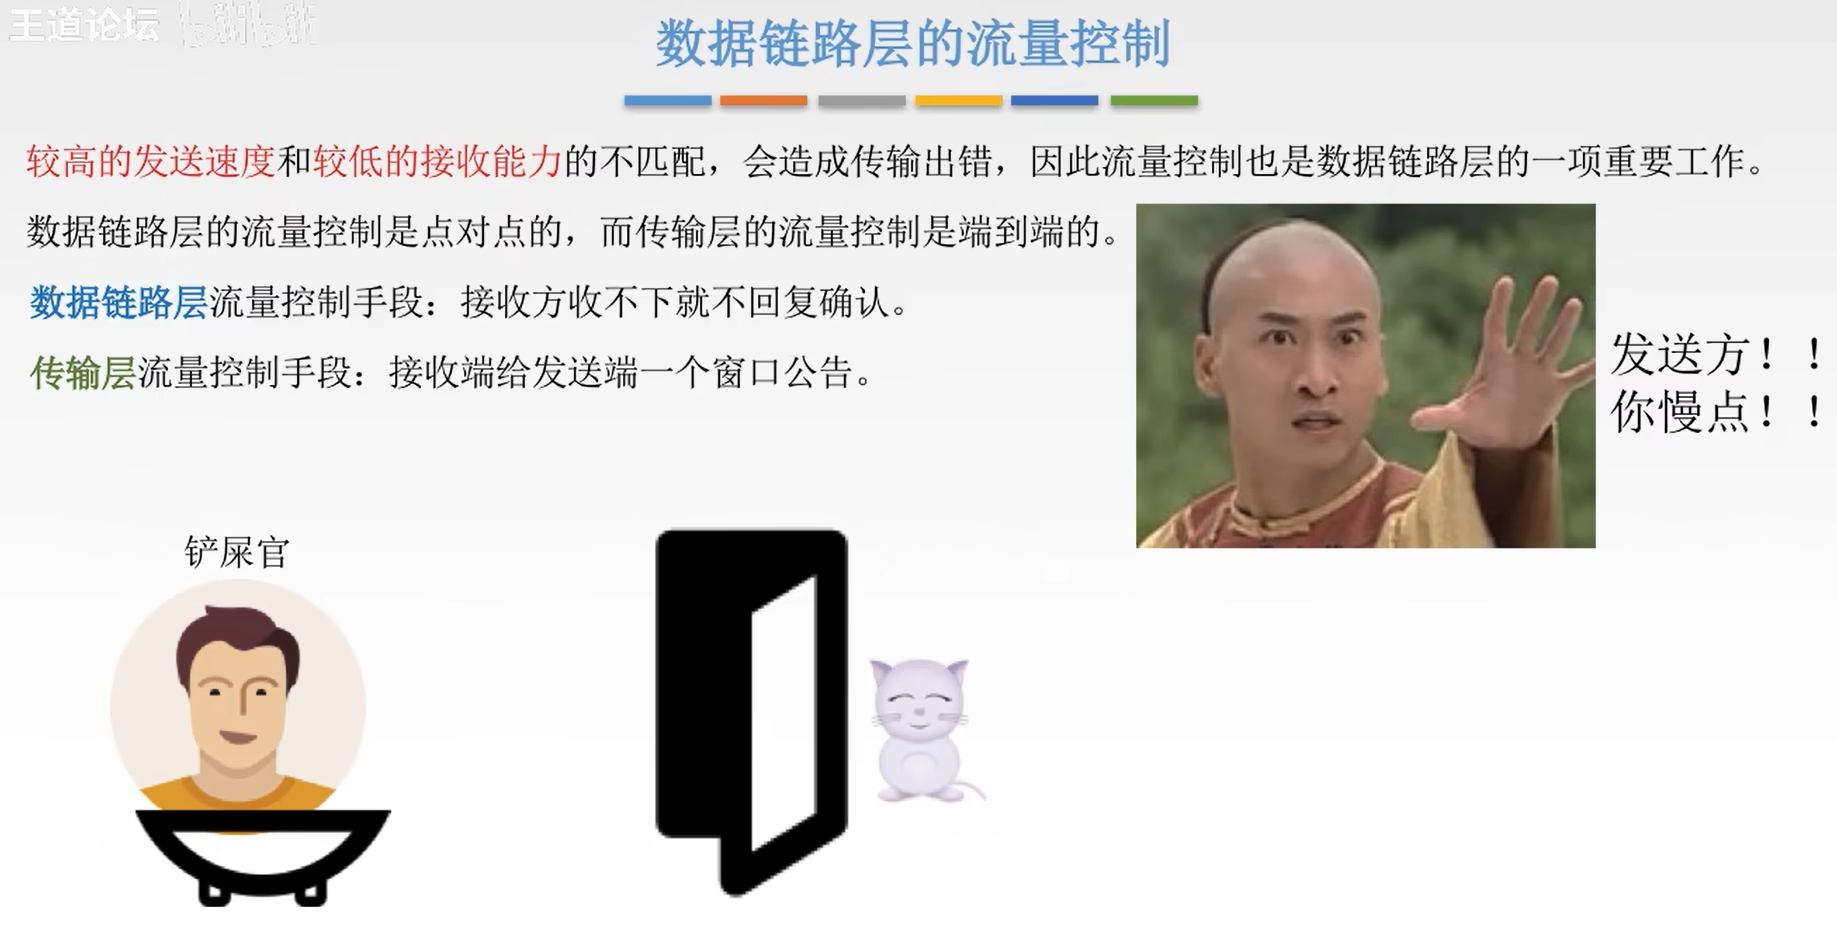 王道论坛 bilibili
数据链路层的流量控制
较高的发送速度和较低的接收能力的不匹配，会造成传输出错，因此流量控制也是数据链路层的一项重要工作。
数据链路层的流量控制是点对点的，而传输层的流量控制是端到端的。
数据链路层流量控制手段：接收方收不下就不回复确认。
传输层流量控制手段：接收端给发送端一个窗口公告。
发送方！！
你慢点！！
铲屎官